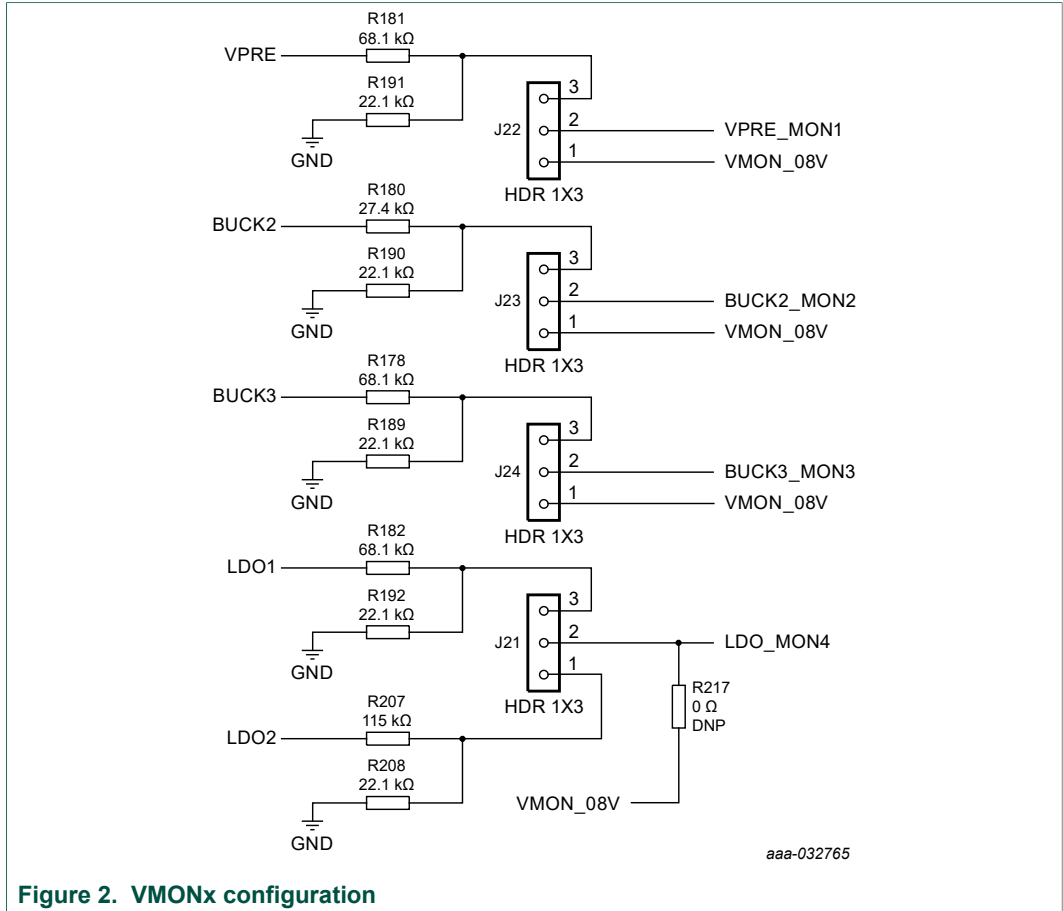 R181
68.1 kΩ
VPRE
R191
22.1 kΩ
GND
J22
3
2
1
VPRE_MON1
VMON_08V
HDR 1X3
R180
27.4 kΩ
BUCK2
R190
22.1 kΩ
GND
J23
3
2
1
BUCK2_MON2
VMON_08V
HDR 1X3
R178
68.1 kΩ
BUCK3
R189
22.1 kΩ
GND
J24
3
2
1
BUCK3_MON3
VMON_08V
HDR 1X3
R182
68.1 kΩ
LDO1
R192
22.1 kΩ
GND
J21
3
2
1
LDO_MON4
HDR 1X3
R217
0 Ω
DNP
R207
115 kΩ
LDO2
R208
22.1 kΩ
GND
VMON_08V
aaa-032765
Figure 2. VMONx configuration